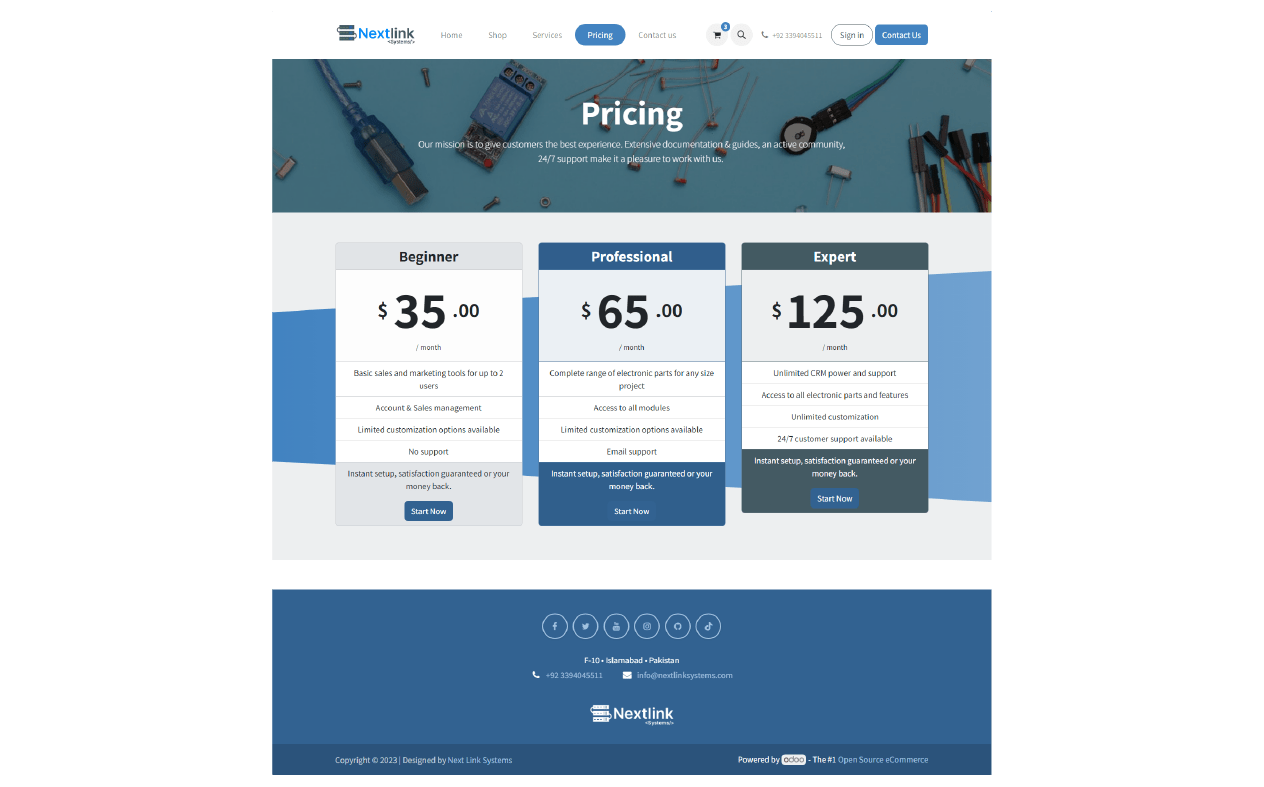 Nextlink
<Systems/>
Home
Shop
Services
Pricing
Contact us
3
+92 3394045511
Sign in
Contact Us
Pricing
Our mission is to give customers the best experience. Extensive documentation & guides, an active community,
24/7 support make it a pleasure to work with us.
Beginner
$ 35 .00
/ month
Basic sales and marketing tools for up to 2
users
Account & Sales management
Limited customization options available
No support
Instant setup, satisfaction guaranteed or your
money back.
Start Now
Professional
$ 65 .00
/ month
Complete range of electronic parts for any size
project
Access to all modules
Limited customization options available
Email support
Instant setup, satisfaction guaranteed or your
money back.
Start Now
Expert
$ 125 .00
/ month
Unlimited CRM power and support
Access to all electronic parts and features
Unlimited customization
24/7 customer support available
Instant setup, satisfaction guaranteed or your
money back.
Start Now
F-10 • Islamabad • Pakistan
+92 3394045511
info@nextlinksystems.com
Nextlink
<Systems/>
Copyright © 2023 | Designed by Next Link Systems
Powered by odoo - The #1 Open Source eCommerce